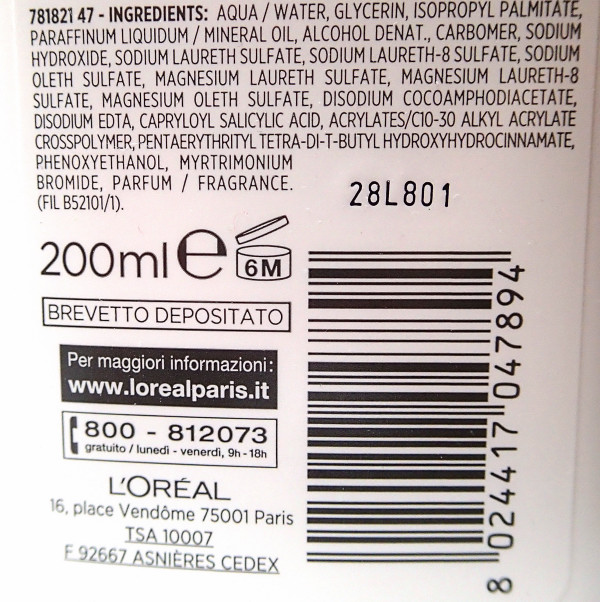 781821 47 - INGREDIENTS: AQUA / WATER, GLYCERIN, ISOPROPYL PALMITATE,
PARAFFINUM LIQUIDUM / MINERAL OIL, ALCOHOL DENAT., CARBOMER, SODIUM
HYDROXIDE, SODIUM LAURETH SULFATE, SODIUM LAURETH-8 SULFATE, SODIUM
OLETH SULFATE, MAGNESIUM LAURETH SULFATE, MAGNESIUM LAURETH-8
SULFATE, MAGNESIUM OLETH SULFATE, DISODIUM COCOAMPHODIACETATE,
DISODIUM EDTA, CAPRYLOYL SALICYLIC ACID, ACRYLATES/C10-30 ALKYL ACRYLATE
CROSSPOLYMER, PENTAERYTHRITYL TETRA-DI-T-BUTYL HYDROXYHYDROCINNAMATE,
PHENOXYETHANOL, MYRTRIMONIUM
BROMIDE, PARFUM / FRAGRANCE.
(FIL B52101/1).
28L801
200ml e 6M
BREVETTO DEPOSITATO
Per maggiori informazioni:
www.lorealparis.it
800 - 812073
gratuito / lunedì - venerdì, 9h - 18h
L'ORÉAL
16, place Vendôme 75001 Paris
TSA 10007
F 92667 ASNIÈRES CEDEX
8 024417 047894